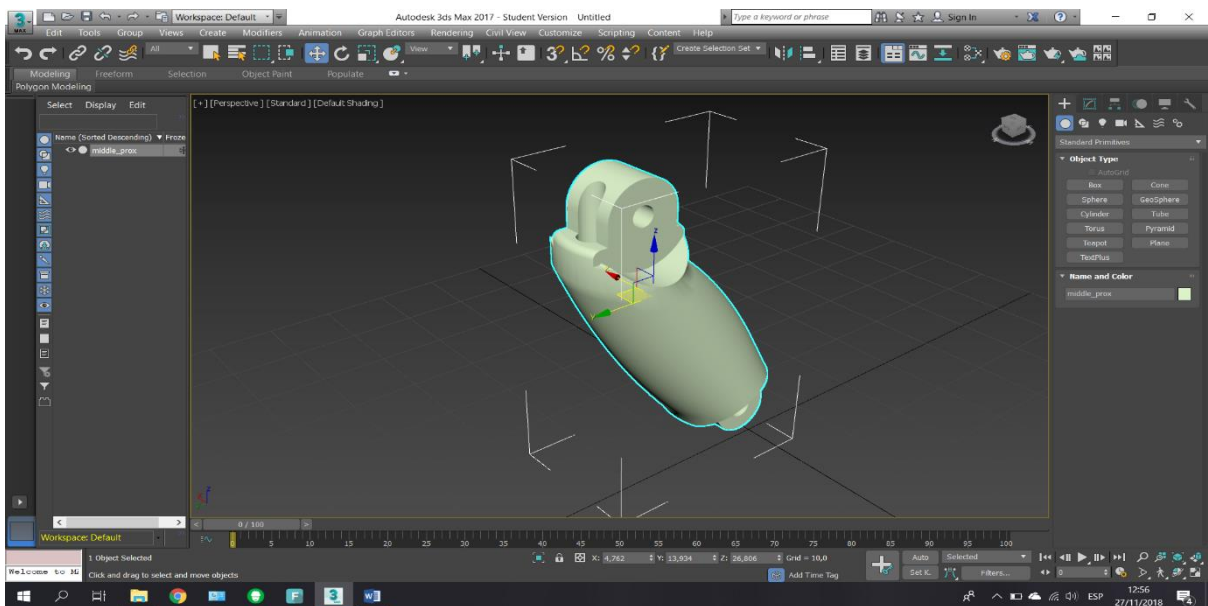 3
MAX
Workspace: Default
Autodesk 3ds Max 2017 - Student Version Untitled
Type a keyword or phrase
Sign In
Edit Tools Group Views Create Modifiers Animation Graph Editors Rendering Civil View Customize Scripting Content Help
All
View
Create Selection Set
Modeling Freeform Selection Object Paint Populate
Polygon Modeling
Select Display Edit
[+] [Perspective] [Standard] [Default Shading]
Name (Sorted Descending) Froze
middle_prox
Standard Primitives
Object Type
AutoGrid
Box Cone
Sphere GeoSphere
Cylinder Tube
Torus Pyramid
Teapot Plane
TextPlus
Name and Color
middle_prox
z
y
z
0 / 100
Workspace: Default
0 5 10 15 20 25 30 35 40 45 50 55 60 65 70 75 80 85 90 95 100
1 Object Selected
X: 4,762 Y: 13,934 Z: 26,806 Grid = 10,0
Auto Selected
Welcome to M
Click and drag to select and move objects
Add Time Tag
Set K. Filters...
0
ESP
12:56
27/11/2018